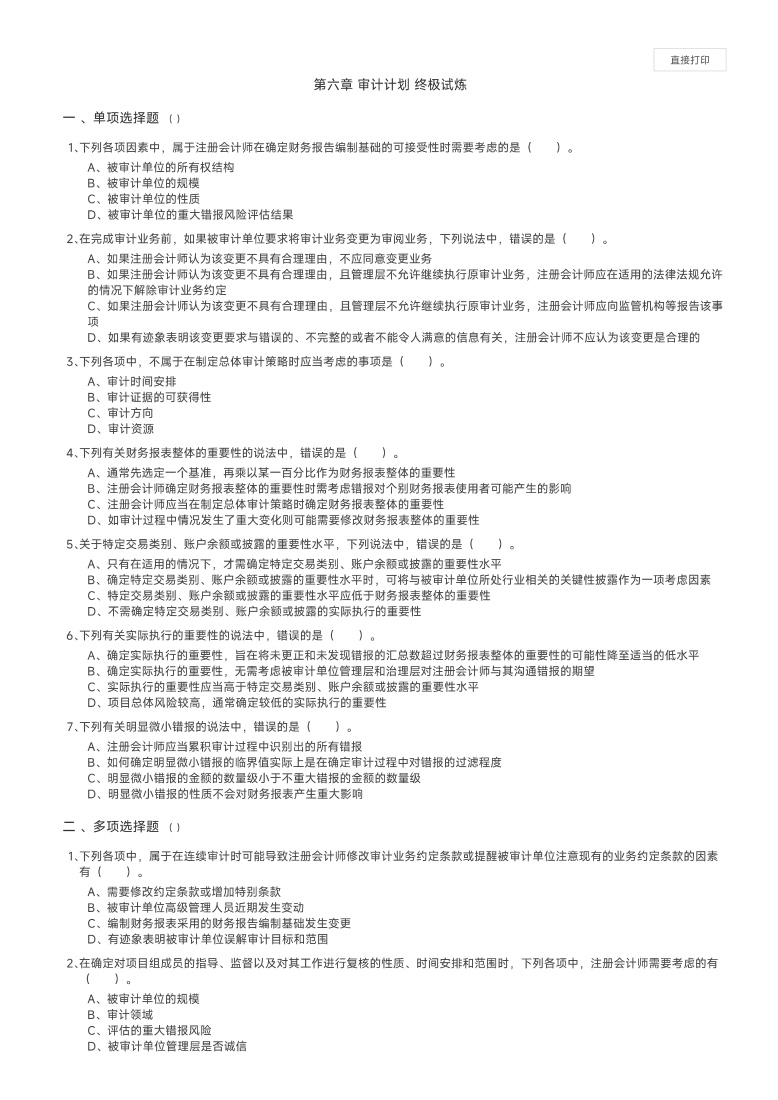 直接打印
第六章 审计计划 终极试炼
一 、单项选择题 （ ）
1、下列各项因素中，属于注册会计师在确定财务报告编制基础的可接受性时需要考虑的是（　　）。
A、被审计单位的所有权结构
B、被审计单位的规模
C、被审计单位的性质
D、被审计单位的重大错报风险评估结果
2、在完成审计业务前，如果被审计单位要求将审计业务变更为审阅业务，下列说法中，错误的是（　　）。
A、如果注册会计师认为该变更不具有合理理由，不应同意变更业务
B、如果注册会计师认为该变更不具有合理理由，且管理层不允许继续执行原审计业务，注册会计师应在适用的法律法规允许
的情况下解除审计业务约定
C、如果注册会计师认为该变更不具有合理理由，且管理层不允许继续执行原审计业务，注册会计师应向监管机构等报告该事
项
D、如果有迹象表明该变更要求与错误的、不完整的或者不能令人满意的信息有关，注册会计师不应认为该变更是合理的
3、下列各项中，不属于在制定总体审计策略时应当考虑的事项是（　　）。
A、审计时间安排
B、审计证据的可获得性
C、审计方向
D、审计资源
4、下列有关财务报表整体的重要性的说法中，错误的是（　　）。
A、通常先选定一个基准，再乘以某一百分比作为财务报表整体的重要性
B、注册会计师确定财务报表整体的重要性时需考虑错报对个别财务报表使用者可能产生的影响
C、注册会计师应当在制定总体审计策略时确定财务报表整体的重要性
D、如审计过程中情况发生了重大变化则可能需要修改财务报表整体的重要性
5、关于特定交易类别、账户余额或披露的重要性水平，下列说法中，错误的是（　　）。
A、只有在适用的情况下，才需确定特定交易类别、账户余额或披露的重要性水平
B、确定特定交易类别、账户余额或披露的重要性水平时，可将与被审计单位所处行业相关的关键性披露作为一项考虑因素
C、特定交易类别、账户余额或披露的重要性水平应低于财务报表整体的重要性
D、不需确定特定交易类别、账户余额或披露的实际执行的重要性
6、下列有关实际执行的重要性的说法中，错误的是（　　）。
A、确定实际执行的重要性，旨在将未更正和未发现错报的汇总数超过财务报表整体的重要性的可能性降至适当的低水平
B、确定实际执行的重要性，无需考虑被审计单位管理层和治理层对注册会计师与其沟通错报的期望
C、实际执行的重要性应当高于特定交易类别、账户余额或披露的重要性水平
D、项目总体风险较高，通常确定较低的实际执行的重要性
7、下列有关明显微小错报的说法中，错误的是（　　）。
A、注册会计师应当累积审计过程中识别出的所有错报
B、如何确定明显微小错报的临界值实际上是在确定审计过程中对错报的过滤程度
C、明显微小错报的金额的数量级小于不重大错报的金额的数量级
D、明显微小错报的性质不会对财务报表产生重大影响
二 、多项选择题 （ ）
1、下列各项中，属于在连续审计时可能导致注册会计师修改审计业务约定条款或提醒被审计单位注意现有的业务约定条款的因素
有（　　）。
A、需要修改约定条款或增加特别条款
B、被审计单位高级管理人员近期发生变动
C、编制财务报表采用的财务报告编制基础发生变更
D、有迹象表明被审计单位误解审计目标和范围
2、在确定对项目组成员的指导、监督以及对其工作进行复核的性质、时间安排和范围时，下列各项中，注册会计师需要考虑的有
（　　）。
A、被审计单位的规模
B、审计领域
C、评估的重大错报风险
D、被审计单位管理层是否诚信